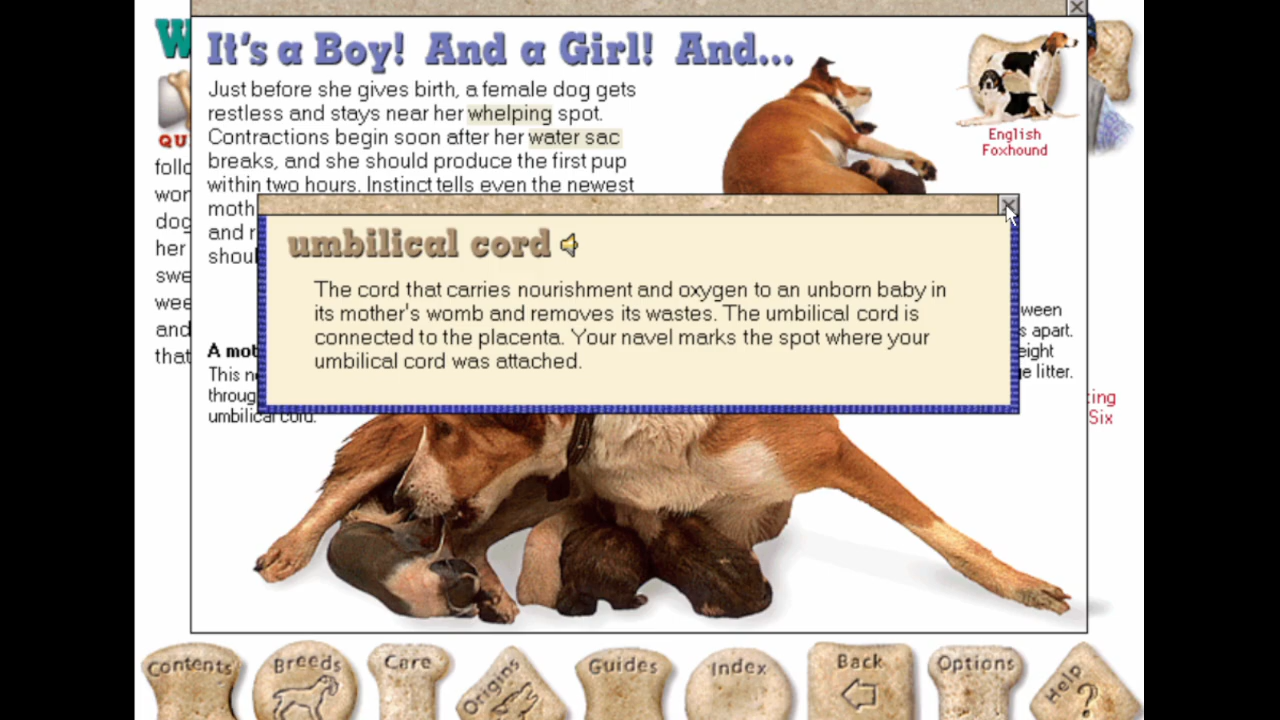 W
It's a Boy! And a Girl! And...
Just before she gives birth, a female dog gets
restless and stays near her whelping spot.
Contractions begin soon after her water sac
breaks, and she should produce the first pup
within two hours. Instinct tells even the newest
moth
and r
shoul
English
Foxhound
QU
follo
wor
dog
her
swe
wee
and
that
umbilical cord
The cord that carries nourishment and oxygen to an unborn baby in
its mother's womb and removes its wastes. The umbilical cord is
connected to the placenta. Your navel marks the spot where your
umbilical cord was attached.
A mot
This ne
throug
umbilical cord.
ween
s apart.
eight
e litter.
ing
Six
Contents
Breeds
Care
Origins
Guides
Index
Back
Options
Help
?